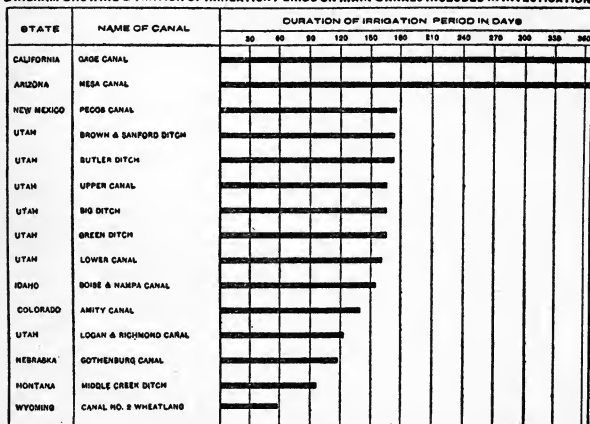 DURATION OF IRRIGATION PERIOD IN DAYS
STATE NAME OF CANAL
30 60 90 120 150 180 210 240 270 300 335 360
CALIFORNIA GAGE CANAL
ARIZONA MESA CANAL
NEW MEXICO PECOS CANAL
UTAH BROWN & SANFORD DITCH
UTAH BUTLER DITCH
UTAH UPPER CANAL
UTAH BIG DITCH
UTAH GREEN DITCH
UTAH LOWER CANAL
IDAHO BOISE & NAMPA CANAL
COLORADO AMITY CANAL
UTAH LOGAN & RICHMOND CANAL
NEBRASKA GOTHENBURG CANAL
MONTANA MIDDLE CREEK DITCH
WYOMING CANAL NO. 2 WHEATLAND